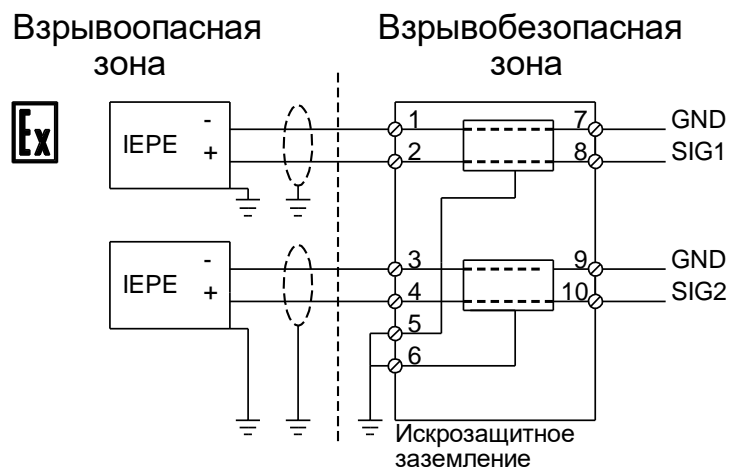 Взрывоопасная
зона
Взрывобезопасная
зона
Ex
IEPE
-
+
1
2
7
8
GND
SIG1
IEPE
-
+
3
4
5
6
9
10
GND
SIG2
Искрозащитное
заземление